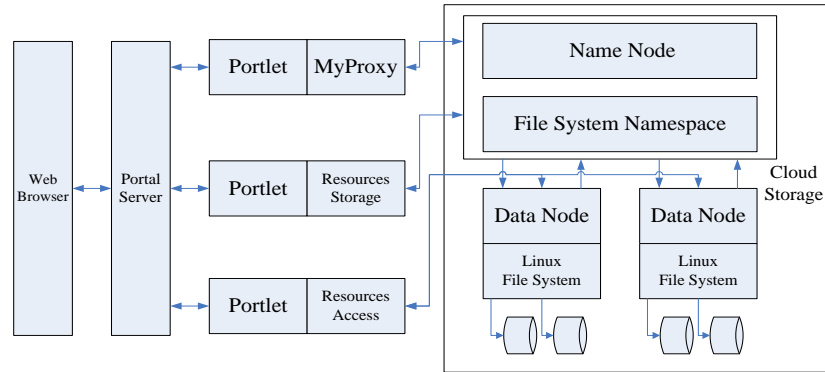 Web
Browser
Portal
Server
Portlet
MyProxy
Portlet
Resources
Storage
Portlet
Resources
Access
Name Node
File System Namespace
Cloud
Storage
Data Node
Linux
File System
Data Node
Linux
File System